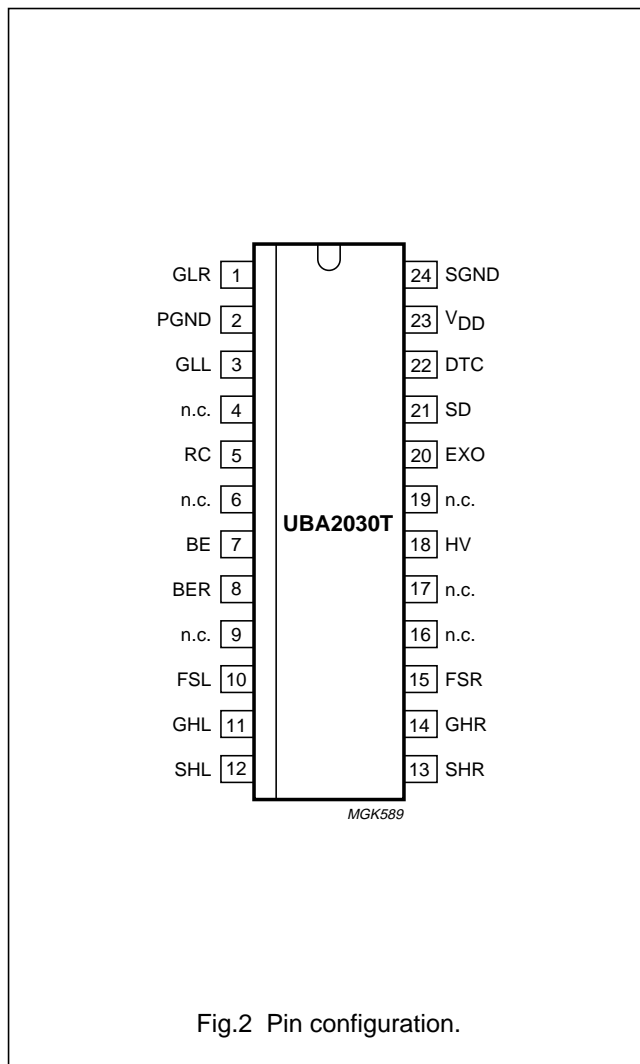 GLR 1
PGND 2
GLL 3
n.c. 4
RC 5
n.c. 6
BE 7
BER 8
n.c. 9
FSL 10
GHL 11
SHL 12
UBA2030T
24 SGND
23 VDD
22 DTC
21 SD
20 EXO
19 n.c.
18 HV
17 n.c.
16 n.c.
15 FSR
14 GHR
13 SHR
MGK589
Fig.2 Pin configuration.